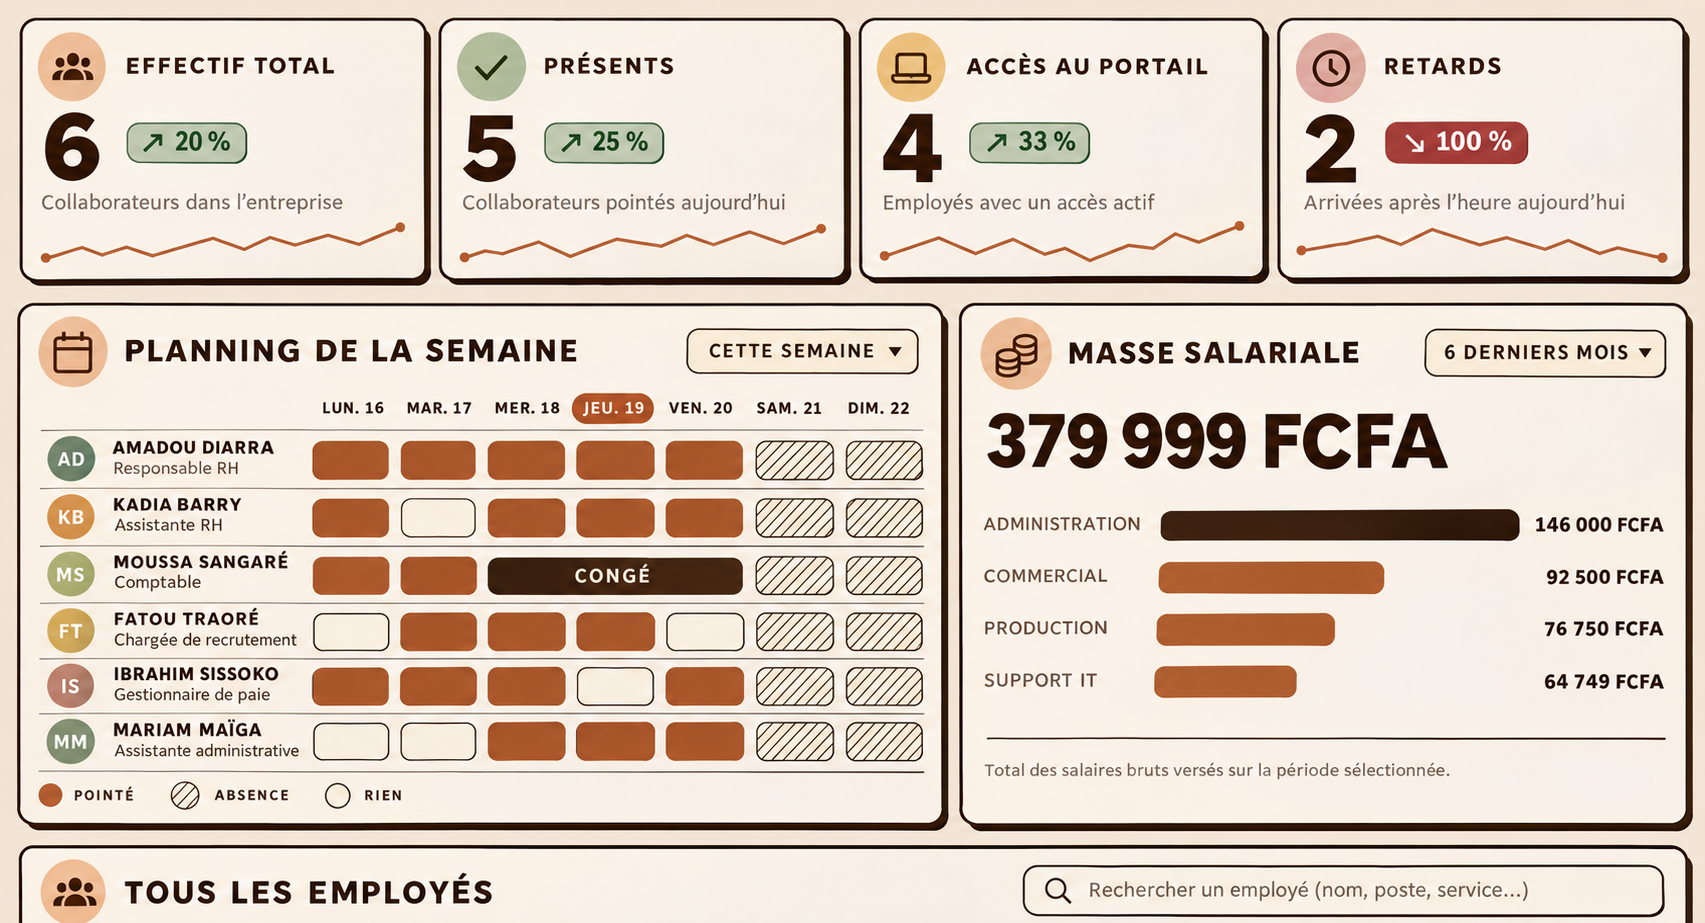 EFFECTIF TOTAL
6
↗ 20 %
Collaborateurs dans l'entreprise
PRÉSENTS
5
↗ 25 %
Collaborateurs pointés aujourd'hui
ACCÈS AU PORTAIL
4
↗ 33 %
Employés avec un accès actif
RETARDS
2
↘ 100 %
Arrivées après l'heure aujourd'hui
PLANNING DE LA SEMAINE
CETTE SEMAINE ▼
LUN. 16 MAR. 17 MER. 18 JEU. 19 VEN. 20 SAM. 21 DIM. 22
AD
AMADOU DIARRA
Responsable RH
KB
KADIA BARRY
Assistante RH
MS
MOUSSA SANGARÉ
Comptable
CONGÉ
FT
FATOU TRAORÉ
Chargée de recrutement
IS
IBRAHIM SISSOKO
Gestionnaire de paie
MM
MARIAM MAÏGA
Assistante administrative
POINTÉ ABSENCE RIEN
MASSE SALARIALE
6 DERNIERS MOIS ▼
379 999 FCFA
ADMINISTRATION 146 000 FCFA
COMMERCIAL 92 500 FCFA
PRODUCTION 76 750 FCFA
SUPPORT IT 64 749 FCFA
Total des salaires bruts versés sur la période sélectionnée.
TOUS LES EMPLOYÉS
Rechercher un employé (nom, poste, service...)